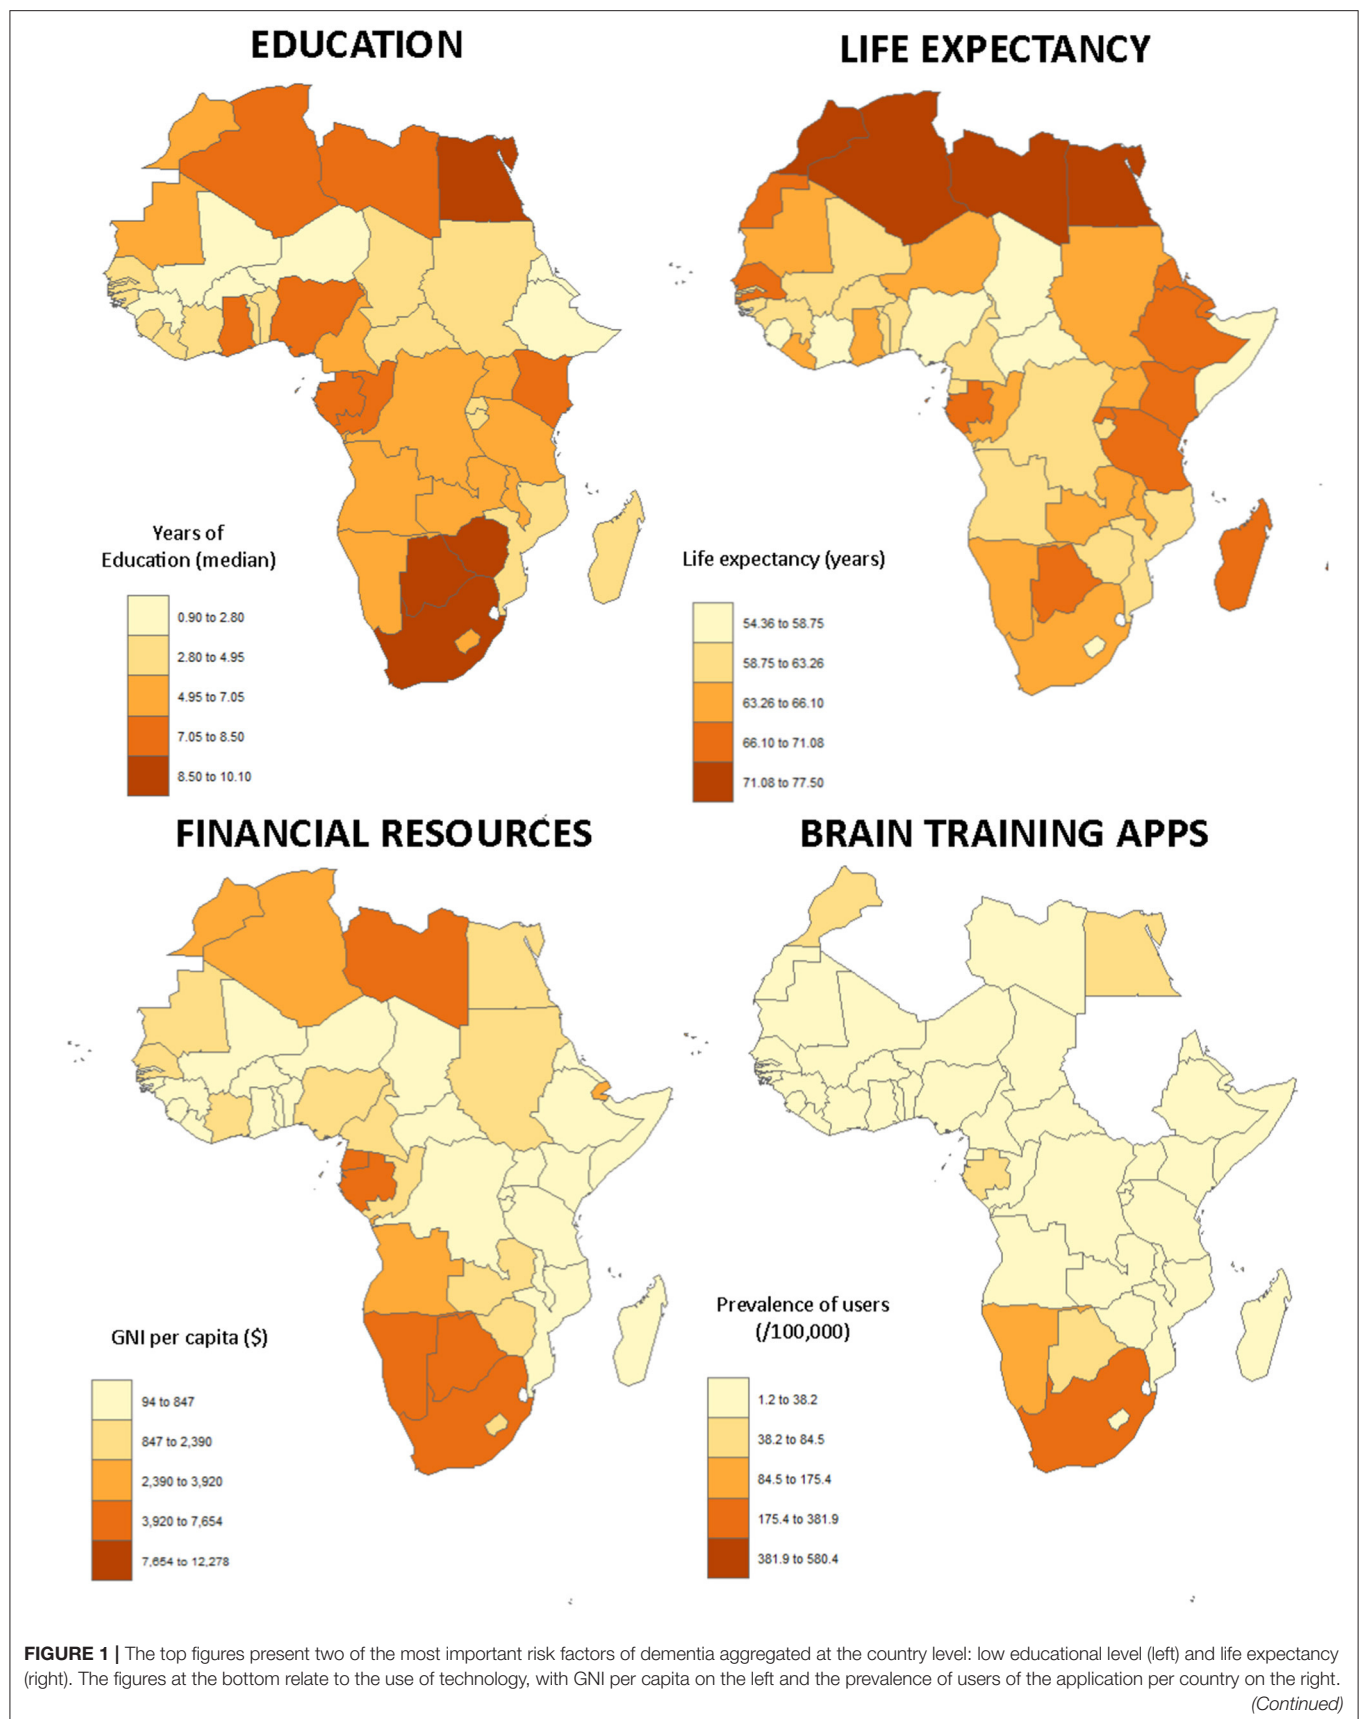 EDUCATION
LIFE EXPECTANCY
Years of
Education (median)
0.90 to 2.80
2.80 to 4.95
4.95 to 7.05
7.05 to 8.50
8.50 to 10.10
Life expectancy (years)
54.36 to 58.75
58.75 to 63.26
63.26 to 66.10
66.10 to 71.08
71.08 to 77.50
FINANCIAL RESOURCES
BRAIN TRAINING APPS
GNI per capita ($)
94 to 847
847 to 2,390
2,390 to 3,920
3,920 to 7,654
7,654 to 12,278
Prevalence of users
(/100,000)
1.2 to 38.2
38.2 to 84.5
84.5 to 175.4
175.4 to 381.9
381.9 to 580.4
FIGURE 1 | The top figures present two of the most important risk factors of dementia aggregated at the country level: low educational level (left) and life expectancy
(right). The figures at the bottom relate to the use of technology, with GNI per capita on the left and the prevalence of users of the application per country on the right.
(Continued)